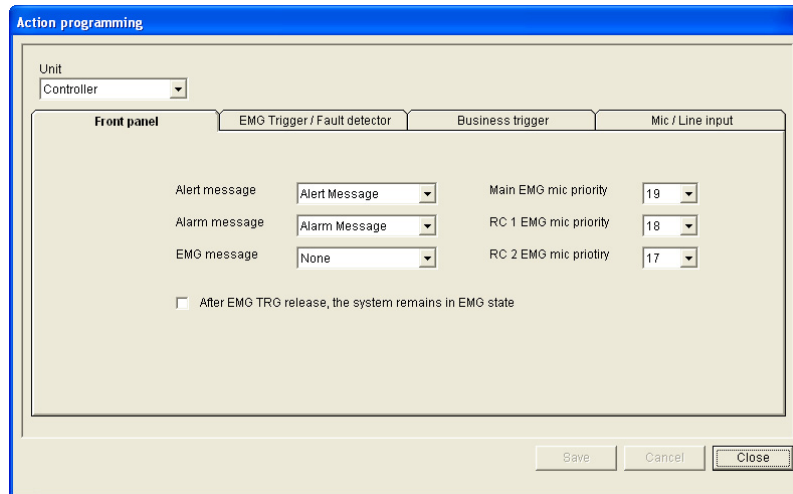 Action programming
Unit
Controller
Front panel
EMG Trigger / Fault detector
Business trigger
Mic / Line input
Alert message
Alert Message
Main EMG mic priority
19
Alarm message
Alarm Message
RC 1 EMG mic priority
18
EMG message
None
RC 2 EMG mic priotiry
17
After EMG TRG release, the system remains in EMG state
Save
Cancel
Close